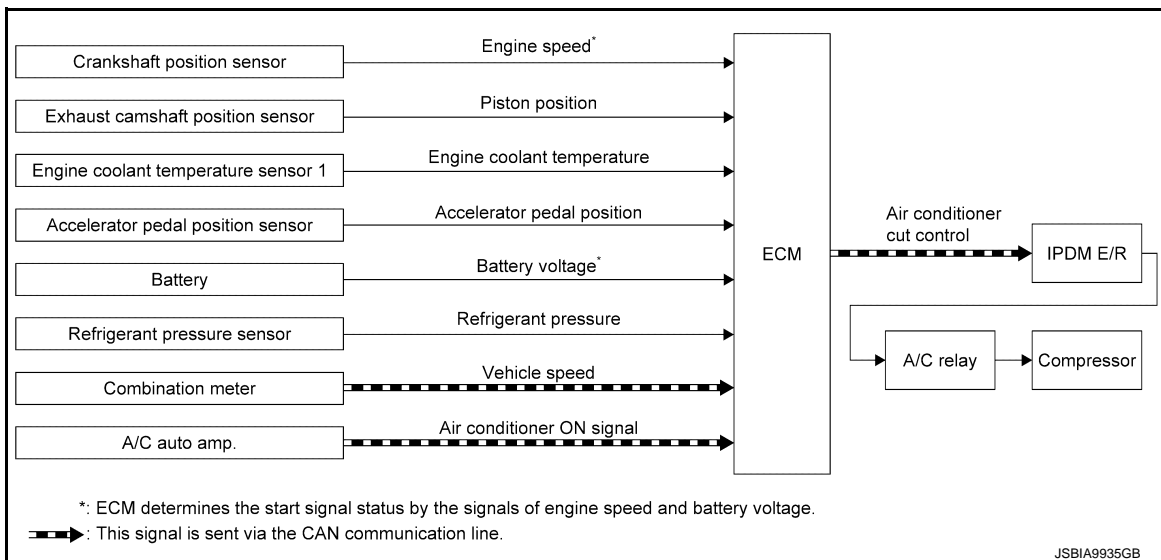 Crankshaft position sensor
Engine speed*
Exhaust camshaft position sensor
Piston position
Engine coolant temperature sensor 1
Engine coolant temperature
Accelerator pedal position sensor
Accelerator pedal position
Battery
Battery voltage*
Refrigerant pressure sensor
Refrigerant pressure
Combination meter
Vehicle speed
A/C auto amp.
Air conditioner ON signal
ECM
Air conditioner
cut control
IPDM E/R
A/C relay
Compressor
*: ECM determines the start signal status by the signals of engine speed and battery voltage.
: This signal is sent via the CAN communication line.
JSBIA9935GB